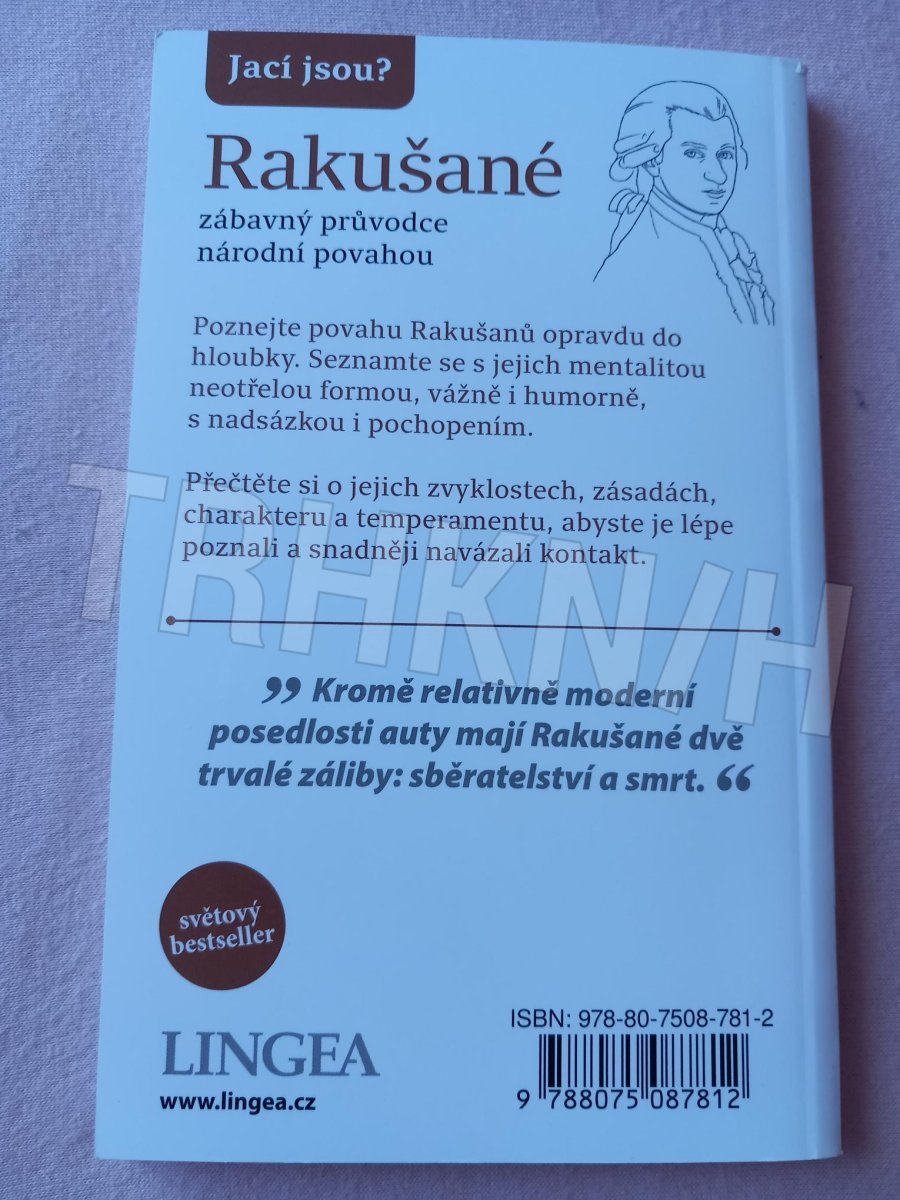 Jací jsou?
Rakušané
zábavný průvodce
národní povahou
Poznejte povahu Rakušanů opravdu do
hloubky. Seznamte se s jejich mentalitou
neotřelou formou, vážně i humorně,
s nadsázkou i pochopením.
Přečtěte si o jejich zvyklostech, zásadách,
charakteru a temperamentu, abyste je lépe
poznali a snadněji navázali kontakt.
TRHKN/H
” Kromě relativně moderní
posedlosti auty mají Rakušané dvě
trvalé záliby: sběratelství a smrt. “
světový
bestseller
LINGEA
www.lingea.cz
ISBN: 978-80-7508-781-2
9 788075 087812